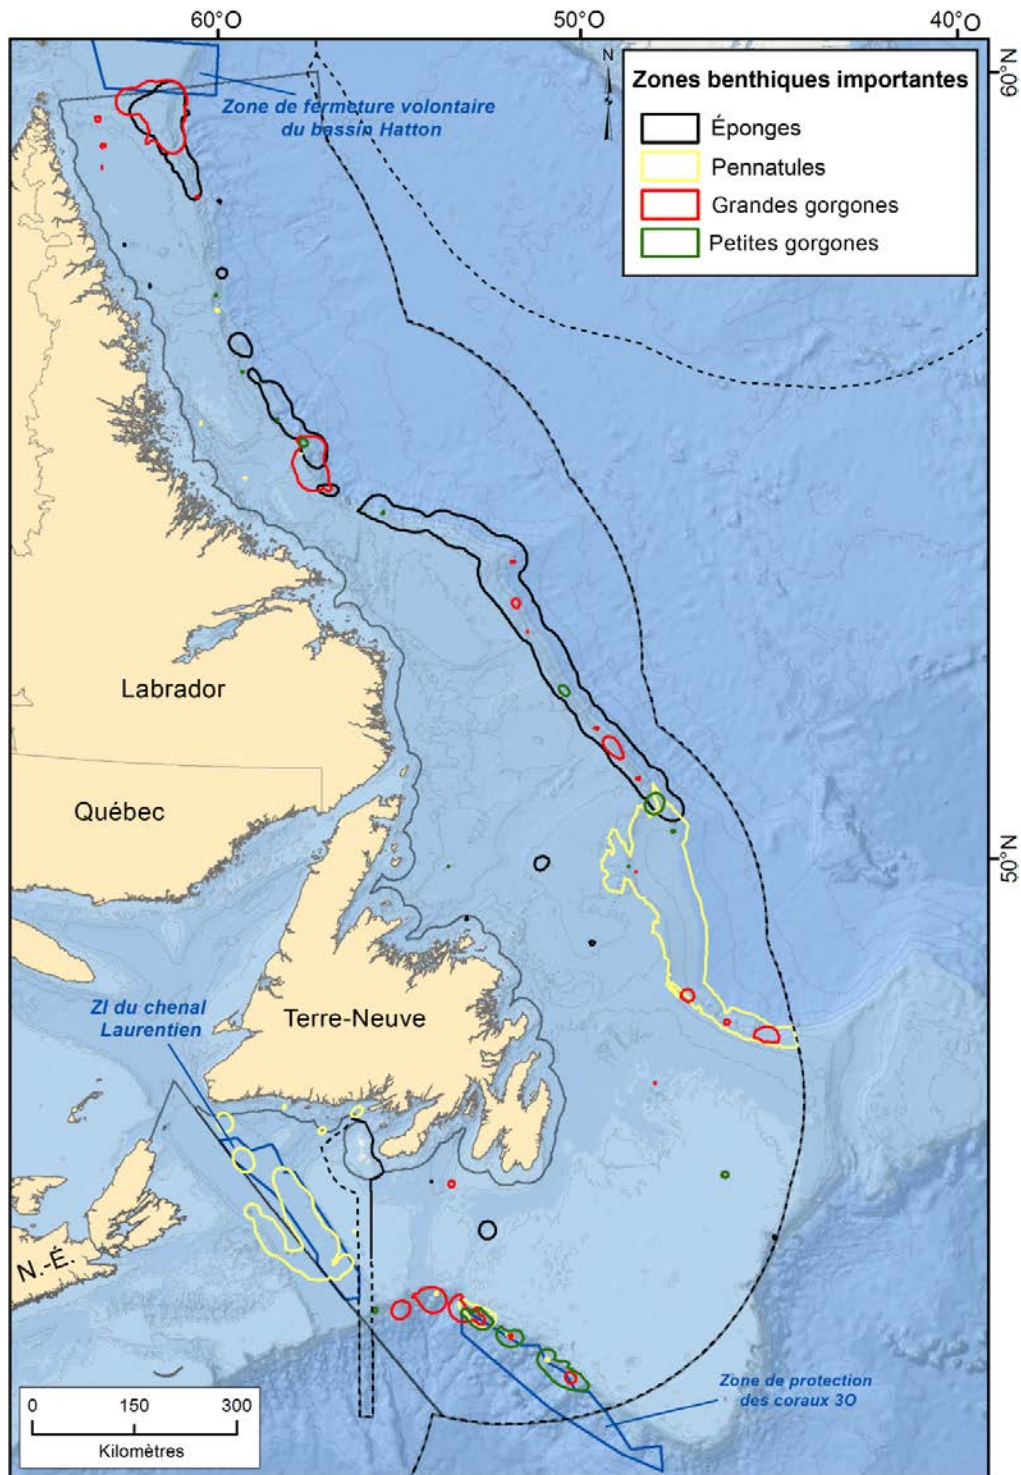 60°O
50°O
40°O
60°N
N
Zones benthiques importantes
Éponges
Pennatules
Grandes gorgones
Petites gorgones
Zone de fermeture volontaire
du bassin Hatton
Labrador
Québec
50°N
ZI du chenal
Laurentien
Terre-Neuve
N.-É.
Zone de protection
des coraux 3O
0
150
300
Kilomètres